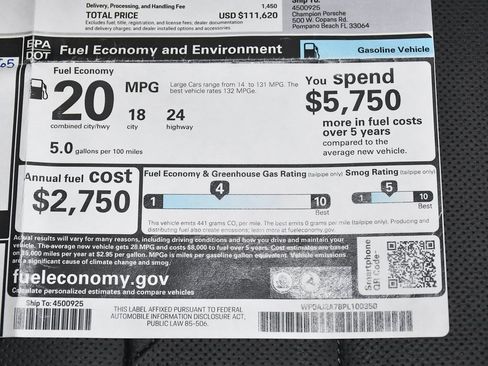 Delivery, Processing, and Handling Fee 1,450
TOTAL PRICE USD $111,620
Excludes fuel, title, registration, and license fees; dealer documentation
and delivery charges; and dealer installed options and accessories.
Ship To:
4500925
Champion Porsche
500 W. Copans Rd.
Pompano Beach FL 33064
EPA
DOT
Fuel Economy and Environment
Gasoline Vehicle
Fuel Economy
20 MPG
combined city/hwy
18
city
24
highway
Large Cars range from 14 to 131 MPG. The
best vehicle rates 132 MPGe.
5.0 gallons per 100 miles
You spend
$5,750
more in fuel costs
over 5 years
compared to the
average new vehicle.
Annual fuel cost
$2,750
Fuel Economy & Greenhouse Gas Rating (tailpipe only)
1 4 10
Best
Smog Rating (tailpipe only)
1 5 10
Best
This vehicle emits 441 grams CO₂ per mile. The best emits 0 grams per mile (tailpipe only). Producing and
distributing fuel also create emissions; learn more at fueleconomy.gov.
Actual results will vary for many reasons, including driving conditions and how you drive and maintain
your vehicle. The average new vehicle gets 28 MPG and costs $8,000 to fuel over 5 years. Cost estimates are based
on 15,000 miles per year at $2.95 per gallon. MPGe is miles per gasoline gallon equivalent. Vehicle emissions
are a significant cause of climate change and smog.
fueleconomy.gov
Calculate personalized estimates and compare vehicles
Smartphone
QR Code
Ship To: 4500925
THIS LABEL AFFIXED PURSUANT TO FEDERAL
AUTOMOBILE INFORMATION DISCLOSURE ACT,
PUBLIC LAW 85-506.